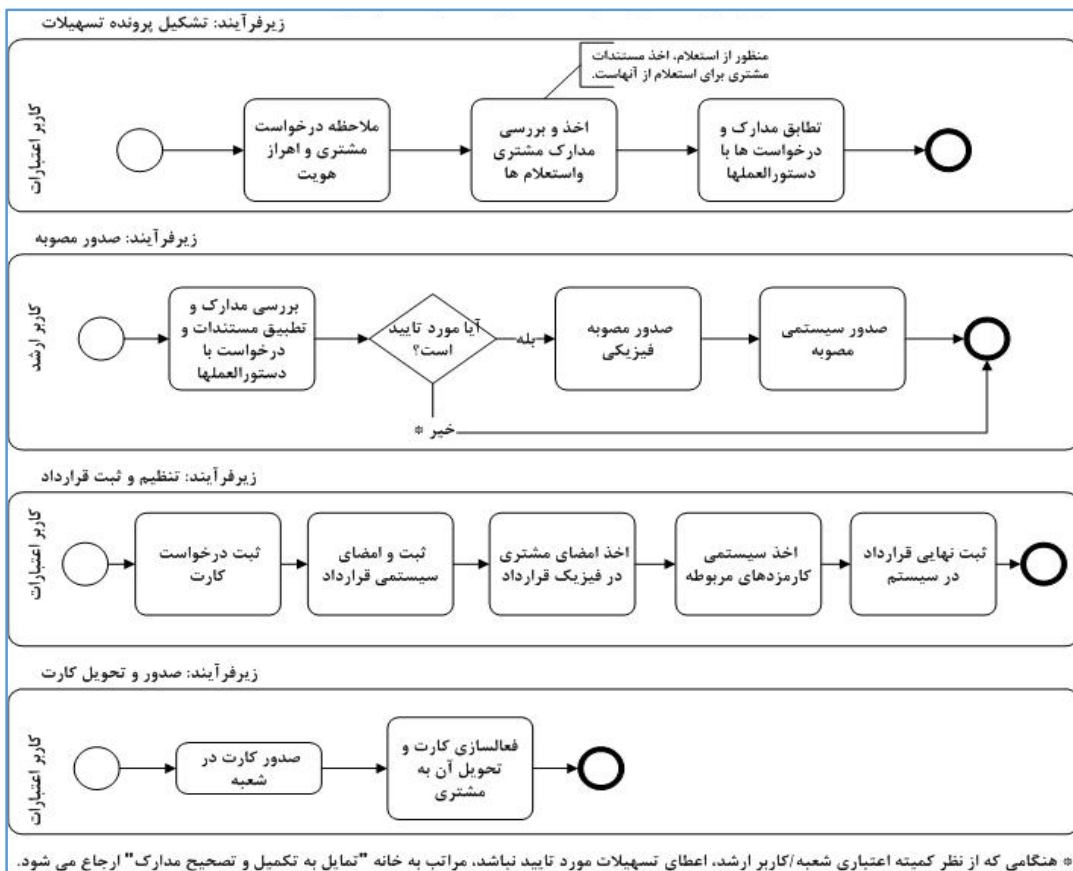 زیرفرآیند: تشکیل پرونده تسهیلات
کاربر اعتبارات
منظور از استعلام، اخذ مستندات
مشتری برای استعلام از آنهاست.
ملاحظه درخواست
مشتری و اهراز
هویت
اخذ و بررسی
مدارک مشتری
واستعلام ها
تطابق مدارک و
درخواست ها با
دستورالعملها
زیرفرآیند: صدور مصوبه
کاربر ارشد
بررسی مدارک و
تطبیق مستندات و
درخواست با
دستورالعملها
آیا مورد تایید
است؟
بله
خیر *
صدور مصوبه
فیزیکی
صدور سیستمی
مصوبه
زیرفرآیند: تنظیم و ثبت قرارداد
کاربر اعتبارات
ثبت درخواست
کارت
ثبت و امضای
سیستمی قرارداد
اخذ امضای مشتری
در فیزیک قرارداد
اخذ سیستمی
کارمزدهای مربوطه
ثبت نهایی قرارداد
در سیستم
زیرفرآیند: صدور و تحویل کارت
کاربر اعتبارات
صدور کارت در
شعبه
فعالسازی کارت و
تحویل آن به
مشتری
* هنگامی که از نظر کمیته اعتباری شعبه/کاربر ارشد، اعطای تسهیلات مورد تایید نباشد، مراتب به خانه "تمایل به تکمیل و تصحیح مدارک" ارجاع می شود.